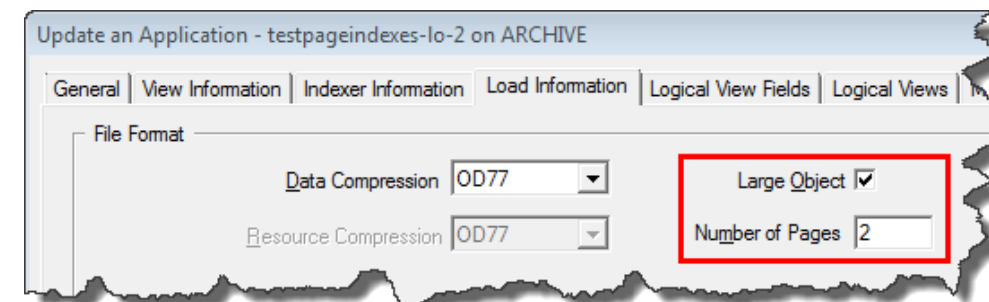 Update an Application - testpageindexes-lo-2 on ARCHIVE
General View Information Indexer Information Load Information Logical View Fields Logical Views
File Format
Data Compression OD77 Large Object
Resource Compression OD77 Number of Pages 2